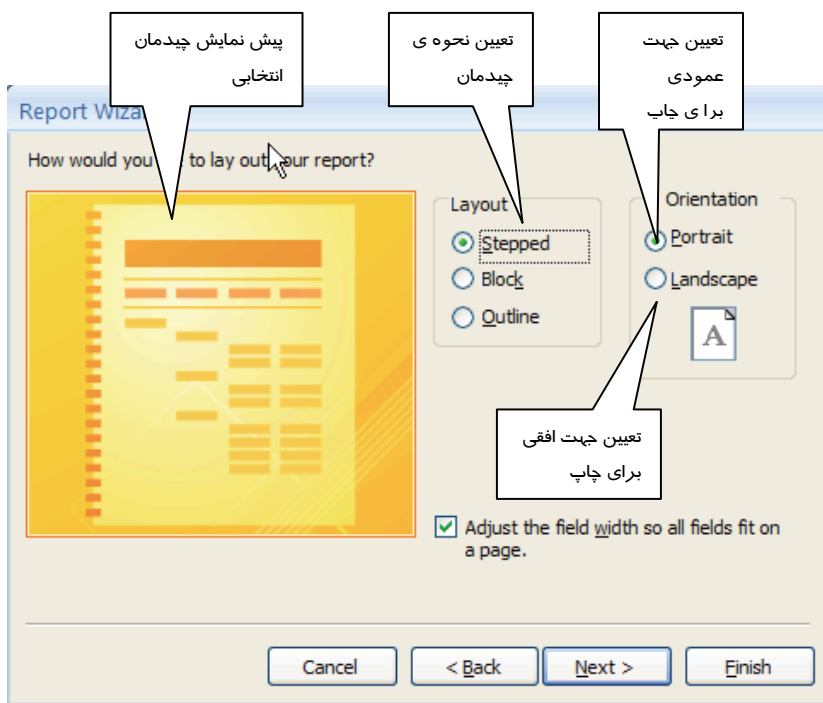 پیش نمایش چیدمان
انتخابی
تعیین نحوه ی
چیدمان
تعیین جهت
عمودی
برا ی چاپ
Report Wiza
How would you to lay out your report?
Layout
Stepped
Block
Outline
Orientation
Portrait
Landscape
A
تعیین جهت افقی
برای چاپ
Adjust the field width so all fields fit on
a page.
Cancel
< Back
Next >
Finish